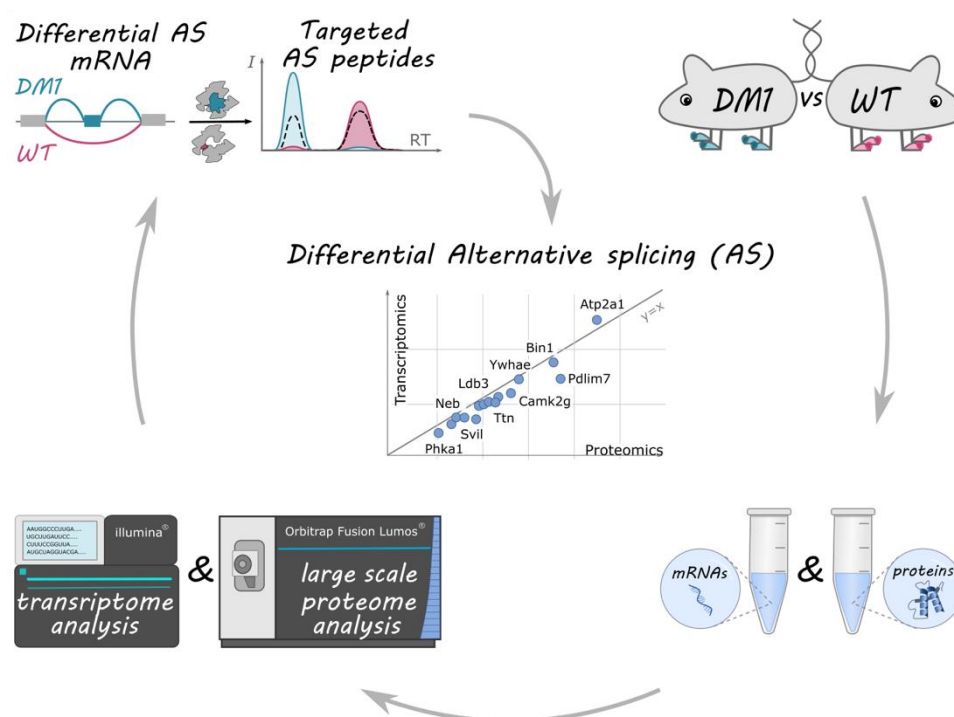 Differential AS
mRNA
DM1
WT
Targeted
AS peptides
I
RT
DM1 vs WT
Differential Alternative splicing (AS)
Transcriptomics
Atp2a1
y=x
Bin1
Ywhae
Pdlim7
Ldb3
Camk2g
Neb
Ttn
Svil
Phka1
Proteomics
AAUGGCCCUUGA....
UGCUUGAUUCC....
CUUUCCGGUUA....
AUGCUAGGUACGA....
illumina®
transriptome
analysis
&
Orbitrap Fusion Lumos®
large scale
proteome
analysis
mRNAs
&
proteins